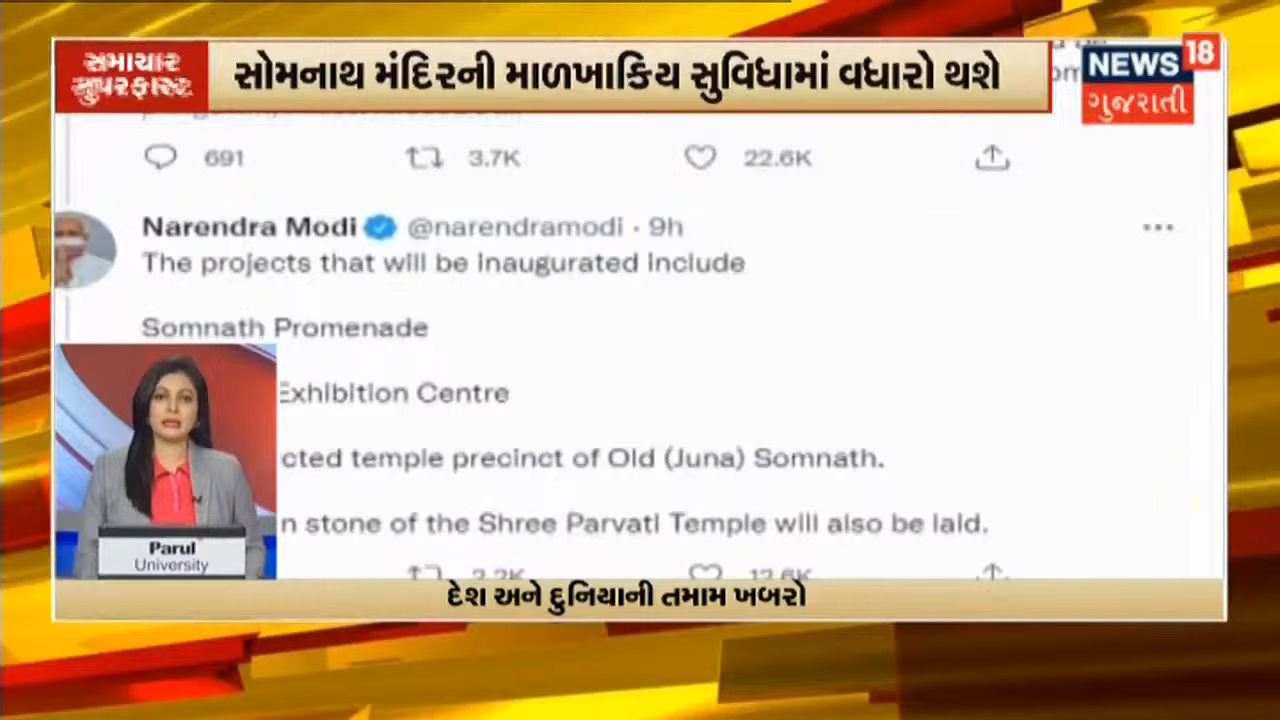 સમાચાર
સુપરફાસ્ટ
સોમનાથ મંદિરની માળખાકિય સુવિધામાં વધારો થશે
NEWS 18
ગુજરાતી
691 3.7K 22.6K
Narendra Modi @narendramodi · 9h
The projects that will be inaugurated include
Somnath Promenade
Exhibition Centre
cted temple precinct of Old (Juna) Somnath.
n stone of the Shree Parvati Temple will also be laid.
Parul
University
દેશ અને દુનિયાની તમામ ખબરો